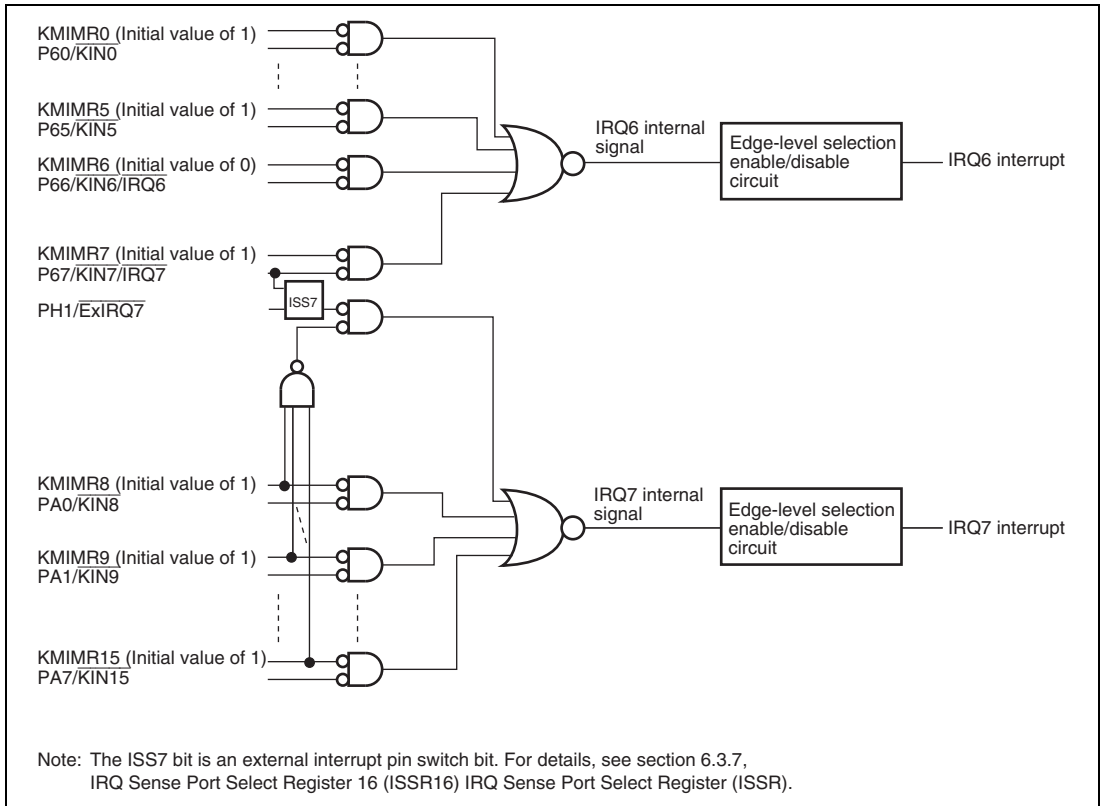 KMIMR0 (Initial value of 1)
P60/KIN0
KMIMR5 (Initial value of 1)
P65/KIN5
KMIMR6 (Initial value of 0)
P66/KIN6/IRQ6
IRQ6 internal
signal
Edge-level selection
enable/disable
circuit
IRQ6 interrupt
KMIMR7 (Initial value of 1)
P67/KIN7/IRQ7
ISS7
PH1/ExIRQ7
KMIMR8 (Initial value of 1)
PA0/KIN8
KMIMR9 (Initial value of 1)
PA1/KIN9
IRQ7 internal
signal
Edge-level selection
enable/disable
circuit
IRQ7 interrupt
KMIMR15 (Initial value of 1)
PA7/KIN15
Note: The ISS7 bit is an external interrupt pin switch bit. For details, see section 6.3.7,
IRQ Sense Port Select Register 16 (ISSR16) IRQ Sense Port Select Register (ISSR).